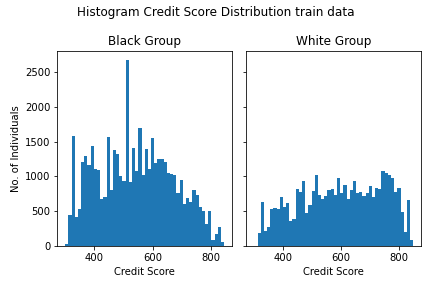 Histogram Credit Score Distribution train data
Black Group
White Group
No. of Individuals
2500
2000
1500
1000
500
0
400 600 800
400 600 800
Credit Score
Credit Score